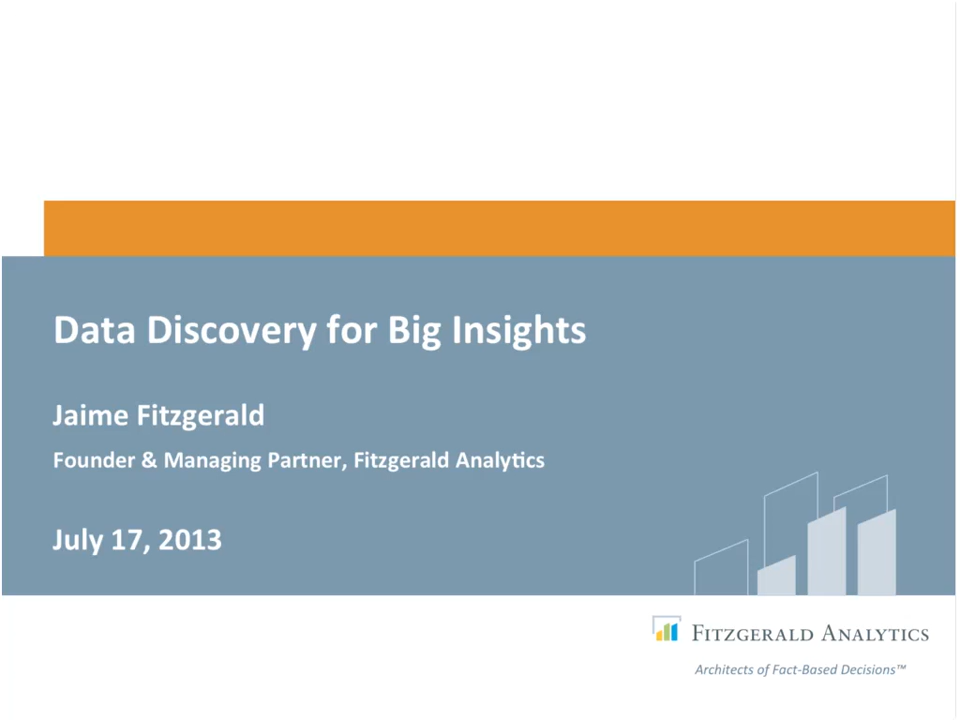 Data Discovery for Big Insights
Jaime Fitzgerald
Founder & Managing Partner, Fitzgerald Analytics
July 17, 2013
FITZGERALD ANALYTICS
Architects of Fact-Based Decisions™